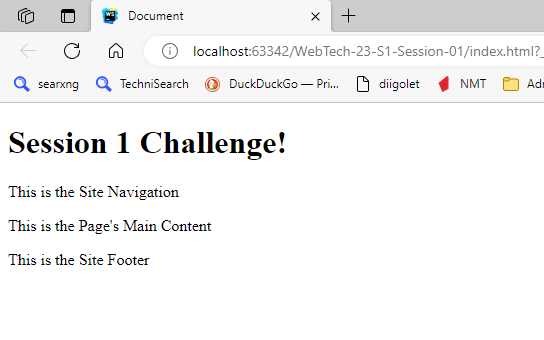 Document
localhost:63342/WebTech-23-S1-Session-01/index.html?_
searxng TechniSearch DuckDuckGo — Pri... diigolet NMT Adr
Session 1 Challenge!
This is the Site Navigation
This is the Page's Main Content
This is the Site Footer